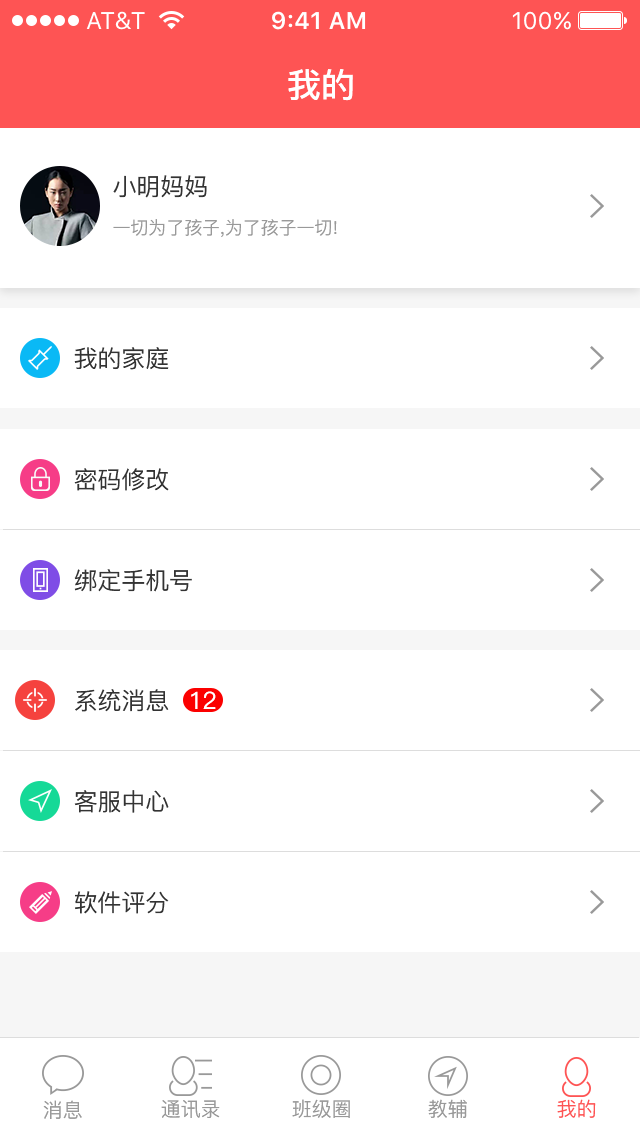 AT&T 9:41 AM 100%
我的
小明妈妈
一切为了孩子,为了孩子一切!
我的家庭
密码修改
绑定手机号
系统消息 12
客服中心
软件评分
消息 通讯录 班级圈 教辅 我的